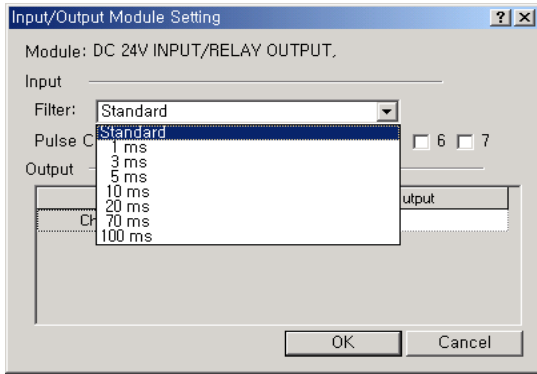 Input/Output Module Setting
Module: DC 24V INPUT/RELAY OUTPUT,
Input
Filter: Standard
Standard
1 ms
3 ms
5 ms
10 ms
20 ms
70 ms
100 ms
Pulse C 6 7
Output
utput
Ch
OK Cancel